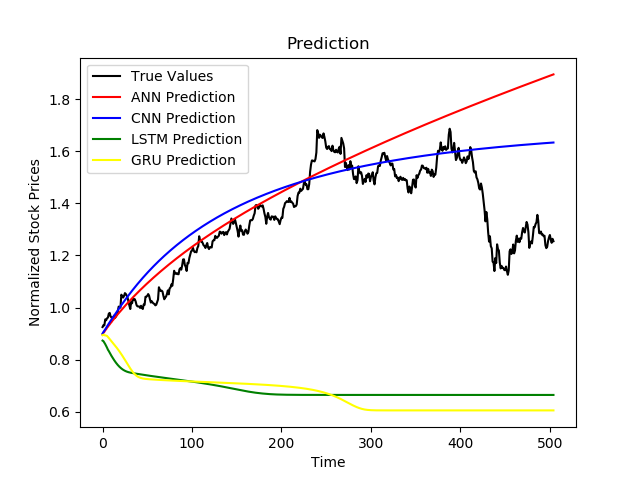 Prediction
True Values
ANN Prediction
CNN Prediction
LSTM Prediction
GRU Prediction
Normalized Stock Prices
1.8
1.6
1.4
1.2
1.0
0.8
0.6
0 100 200 300 400 500
Time